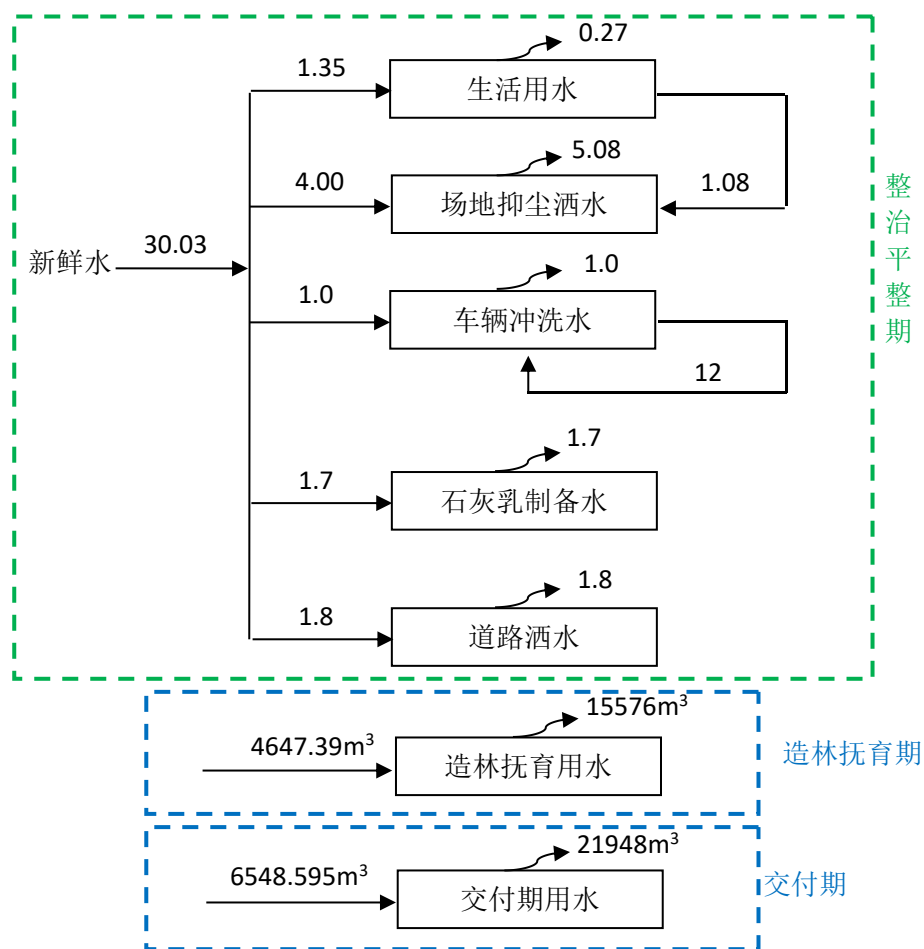 0.27
1.35
生活用水
5.08
4.00
1.08
场地抑尘洒水
整治平整期
30.03
新鲜水
1.0
1.0
车辆冲洗水
12
1.7
1.7
石灰乳制备水
1.8
1.8
道路洒水
15576m³
4647.39m³
造林抚育用水
造林抚育期
21948m³
6548.595m³
交付期用水
交付期